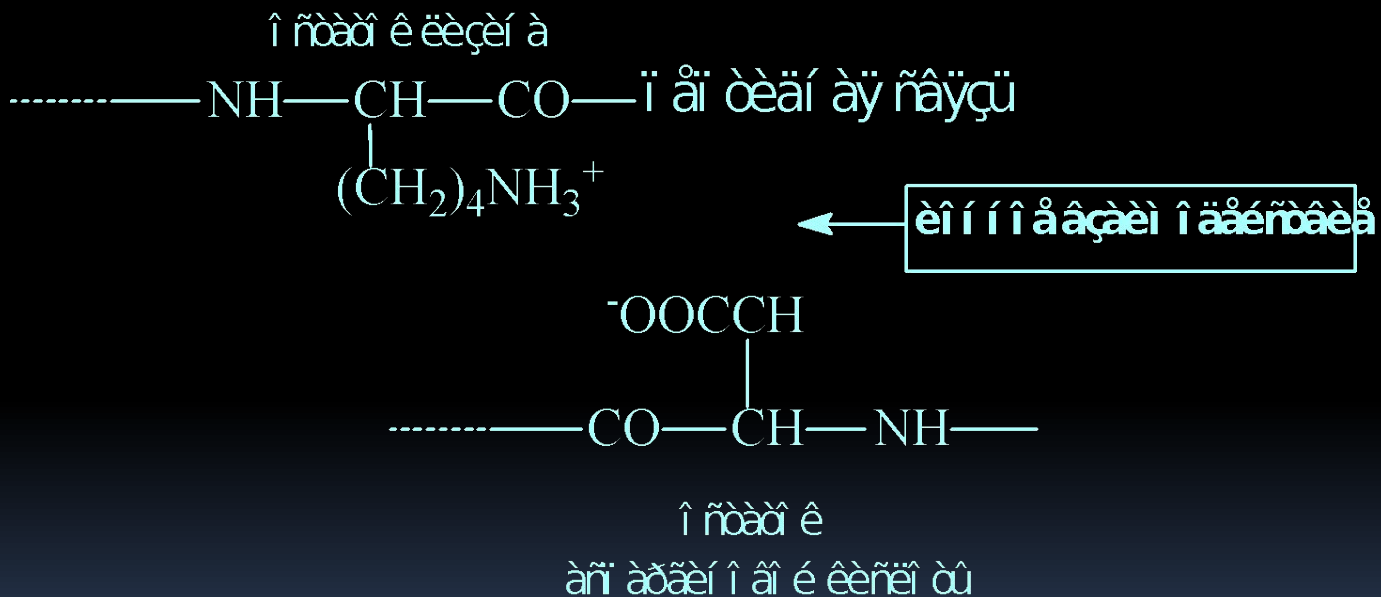 î ñòàòî ê ëèçèí à
NH—CH—CO—ï åï òèäí àÿ ñâÿçü
(CH₂)₄NH₃⁺
èî í í î å âçàèì î äåéñòâèå
⁻OOCCH
CO—CH—NH
î ñòàòî ê
àñï àðãèí î âî é êèñëî òû